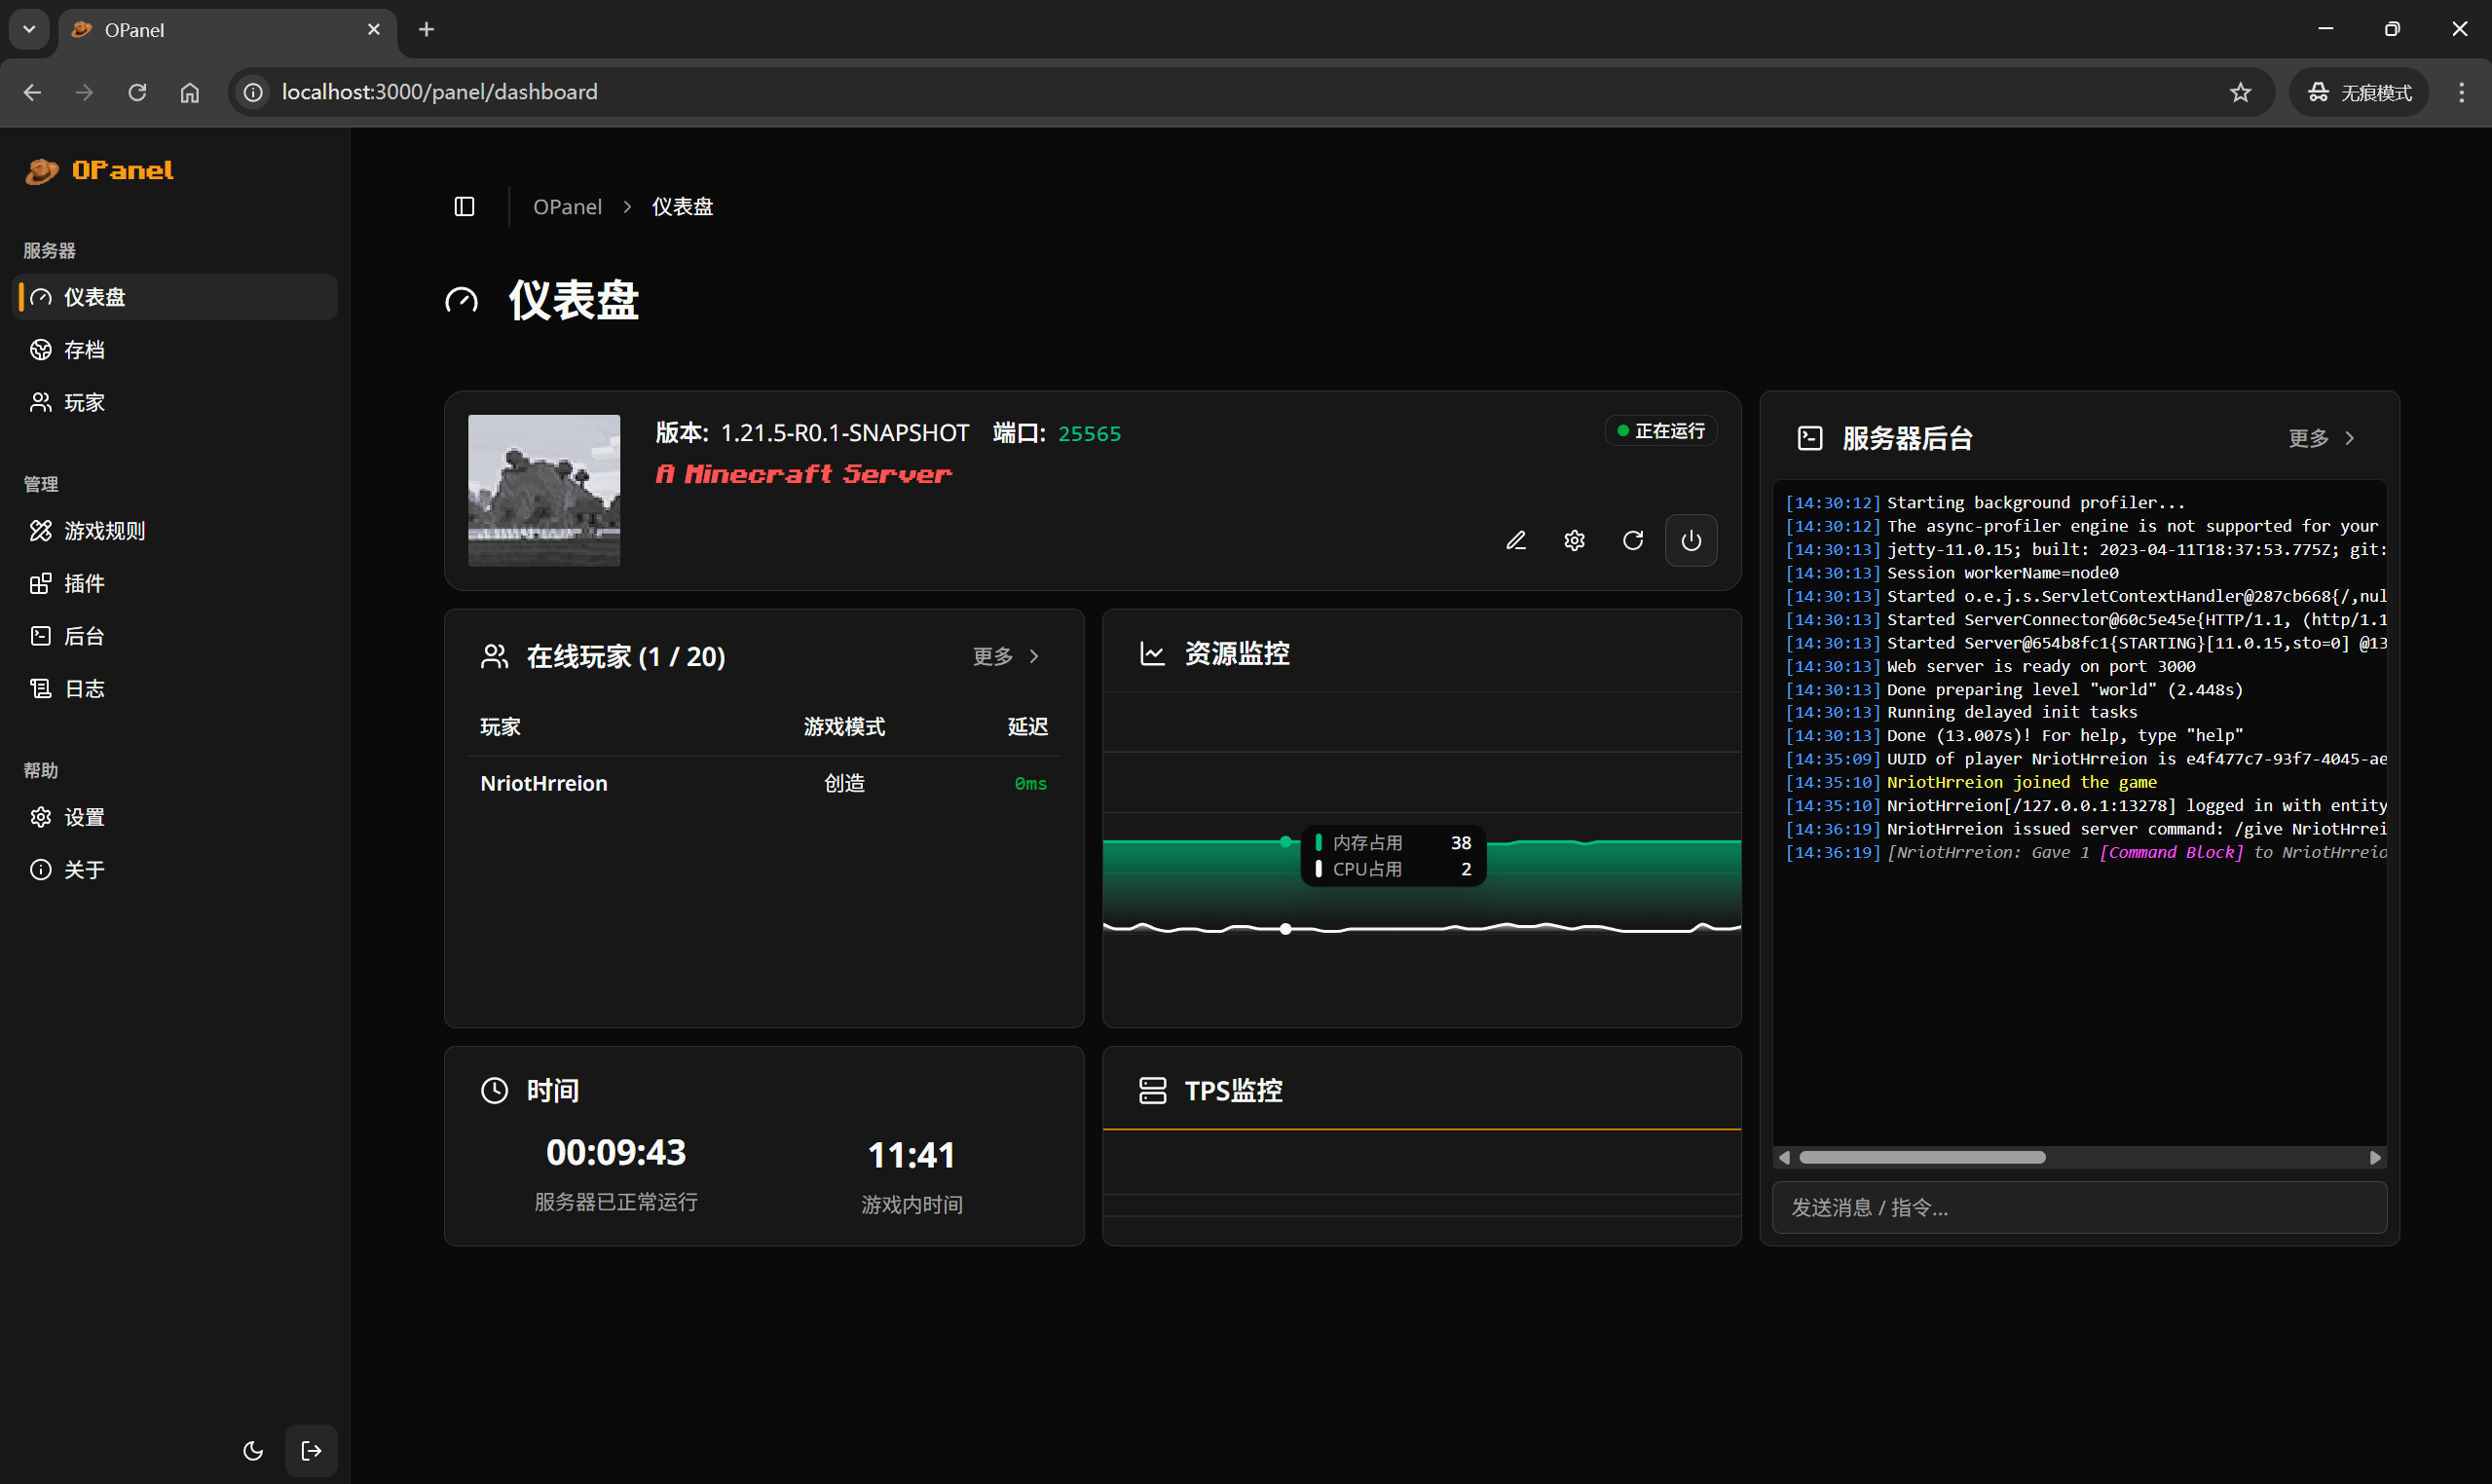 OPanel
localhost:3000/panel/dashboard
无痕模式
OPanel
服务器
仪表盘
存档
玩家
管理
游戏规则
插件
后台
日志
帮助
设置
关于
OPanel > 仪表盘
仪表盘
版本: 1.21.5-R0.1-SNAPSHOT 端口: 25565
正在运行
A Minecraft Server
在线玩家 (1 / 20)
更多
玩家 游戏模式 延迟
NriotHrreion 创造 0ms
资源监控
内存占用 38
CPU占用 2
时间
00:09:43
服务器已正常运行
11:41
游戏内时间
TPS监控
服务器后台
更多
[14:30:12] Starting background profiler...
[14:30:12] The async-profiler engine is not supported for your
[14:30:13] jetty-11.0.15; built: 2023-04-11T18:37:53.775Z; git:
[14:30:13] Session workerName=node0
[14:30:13] Started o.e.j.s.ServletContextHandler@287cb668{/,nul
[14:30:13] Started ServerConnector@60c5e45e{HTTP/1.1, (http/1.1
[14:30:13] Started Server@654b8fc1{STARTING}[11.0.15,sto=0] @13
[14:30:13] Web server is ready on port 3000
[14:30:13] Done preparing level "world" (2.448s)
[14:30:13] Running delayed init tasks
[14:30:13] Done (13.007s)! For help, type "help"
[14:35:09] UUID of player NriotHrreion is e4f477c7-93f7-4045-ae
[14:35:10] NriotHrreion joined the game
[14:35:10] NriotHrreion[/127.0.0.1:13278] logged in with entity
[14:36:19] NriotHrreion issued server command: /give NriotHrrei
[14:36:19] [NriotHrreion: Gave 1 [Command Block] to NriotHrreio
发送消息 / 指令...